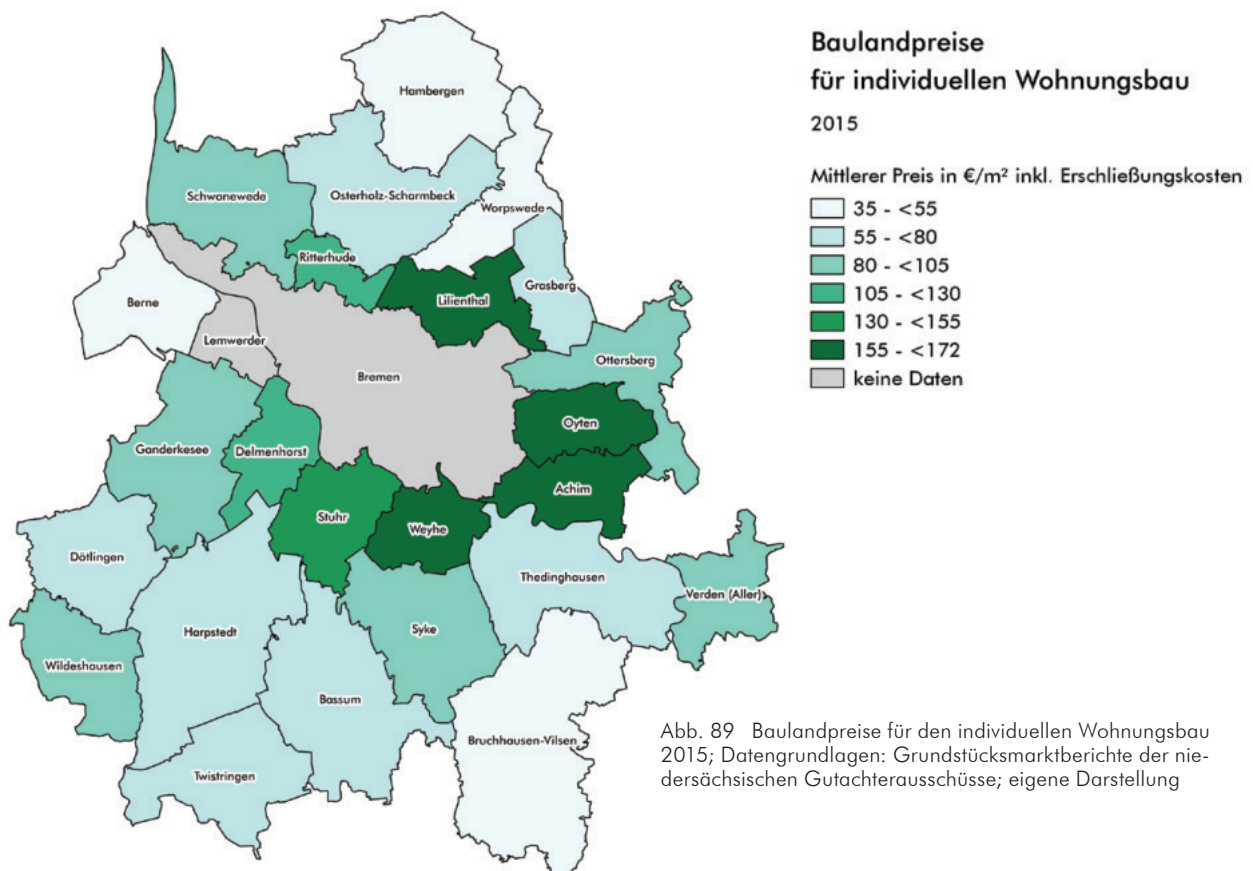 Baulandpreise
für individuellen Wohnungsbau
2015
Mittlerer Preis in €/m² inkl. Erschließungskosten
35 - <55
55 - <80
80 - <105
105 - <130
130 - <155
155 - <172
keine Daten
Hambergen
Schwanewede
Osterholz-Scharmbeck
Worpswede
Ritterhude
Grasberg
Berne
Lilienthal
Lemwerder
Ottersberg
Bremen
Oyten
Ganderkesee
Delmenhorst
Achim
Stuhr
Weyhe
Dötlingen
Thedinghausen
Verden (Aller)
Harpstedt
Syke
Wildeshausen
Bassum
Bruchhausen-Vilsen
Twistringen
Abb. 89 Baulandpreise für den individuellen Wohnungsbau
2015; Datengrundlagen: Grundstücksmarktberichte der nie-
dersächsischen Gutachterausschüsse; eigene Darstellung